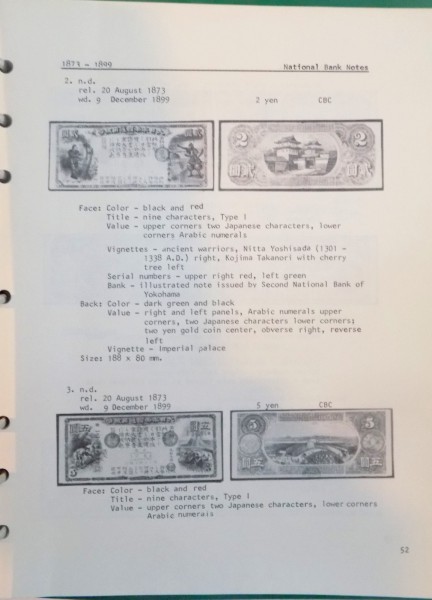 1873 - 1899 National Bank Notes
2. n.d.
rel. 20 August 1873
wd. 9 December 1899 2 yen CBC
2 2
Face: Color - black and red
Title - nine characters, Type I
Value - upper corners two Japanese characters, lower
corners Arabic numerals
Vignettes - ancient warriors, Nitta Yoshisada (1301 -
1338 A.D.) right, Kojima Takanori with cherry
tree left
Serial numbers - upper right red, left green
Bank - illustrated note issued by Second National Bank of
Yokohama
Back: Color - dark green and black
Value - right and left panels, Arabic numerals upper
corners, two Japanese characters lower corners;
two yen gold coin center, obverse right, reverse
left
Vignette - Imperial palace
Size: 188 x 80 mm.
3. n.d.
rel. 20 August 1873
wd. 9 December 1899 5 yen CBC
5 5
5 5
Face: Color - black and red
Title - nine characters, Type I
Value - upper corners two Japanese characters, lower corners
Arabic numerals
52